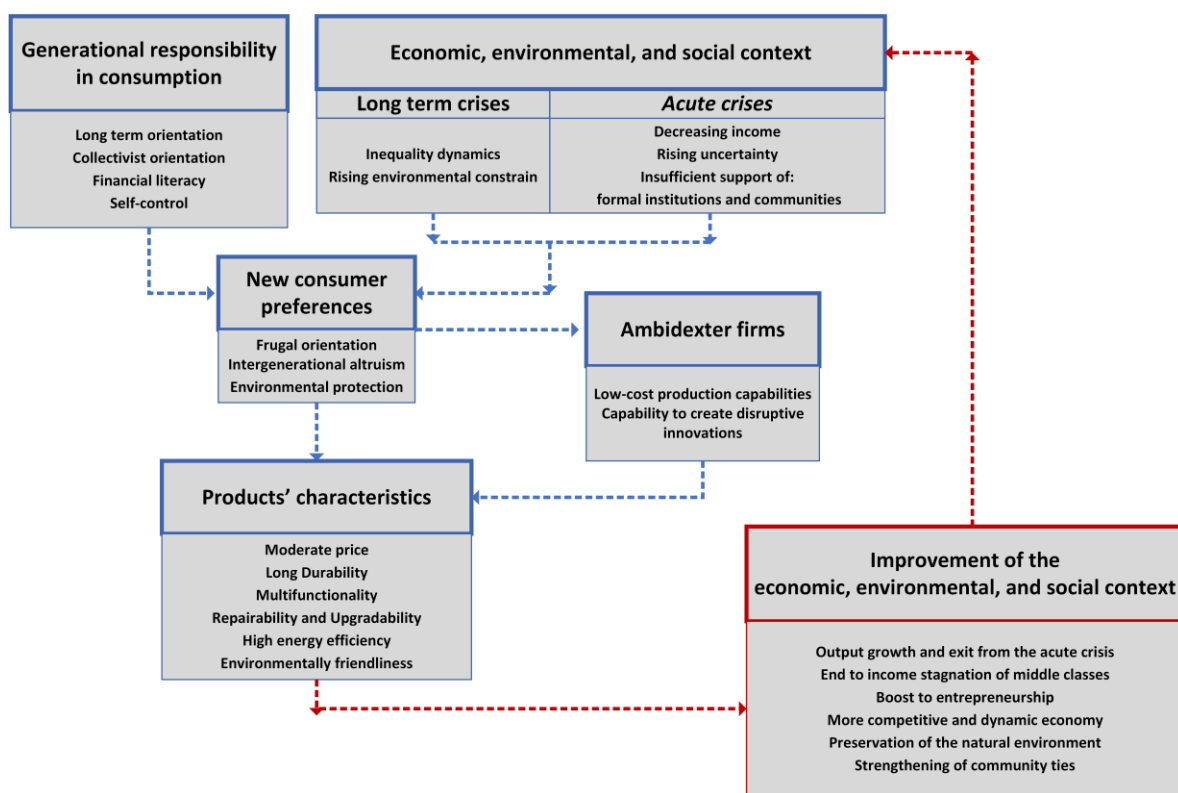 Generational responsibility
in consumption
Long term orientation
Collectivist orientation
Financial literacy
Self-control
Economic, environmental, and social context
Long term crises
Inequality dynamics
Rising environmental constrain
Acute crises
Decreasing income
Rising uncertainty
Insufficient support of:
formal institutions and communities
New consumer
preferences
Frugal orientation
Intergenerational altruism
Environmental protection
Ambidexter firms
Low-cost production capabilities
Capability to create disruptive
innovations
Products’ characteristics
Moderate price
Long Durability
Multifunctionality
Repairability and Upgradability
High energy efficiency
Environmentally friendliness
Improvement of the
economic, environmental, and social context
Output growth and exit from the acute crisis
End to income stagnation of middle classes
Boost to entrepreneurship
More competitive and dynamic economy
Preservation of the natural environment
Strengthening of community ties